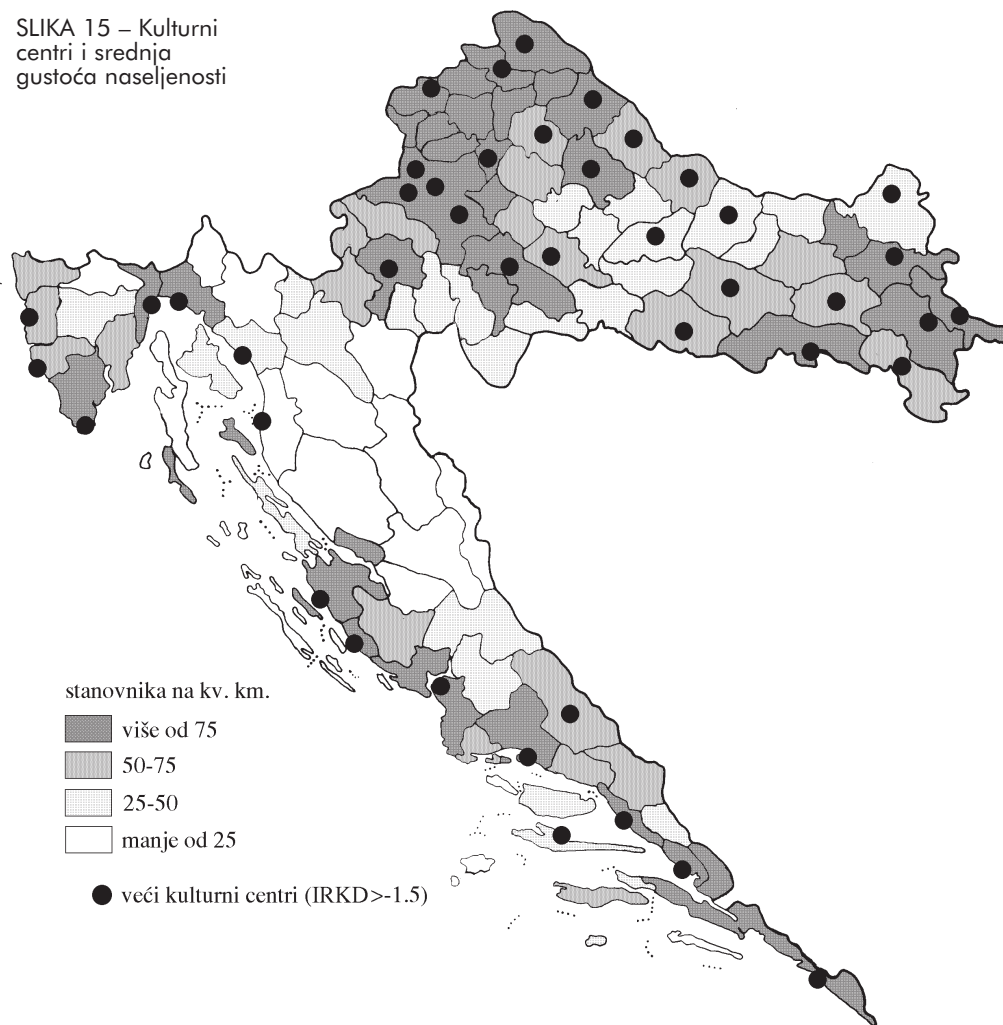 SLIKA 15 – Kulturni
centri i srednja
gustoća naseljenosti
stanovnika na kv. km.
više od 75
50-75
25-50
manje od 25
veći kulturni centri (IRKD>-1.5)